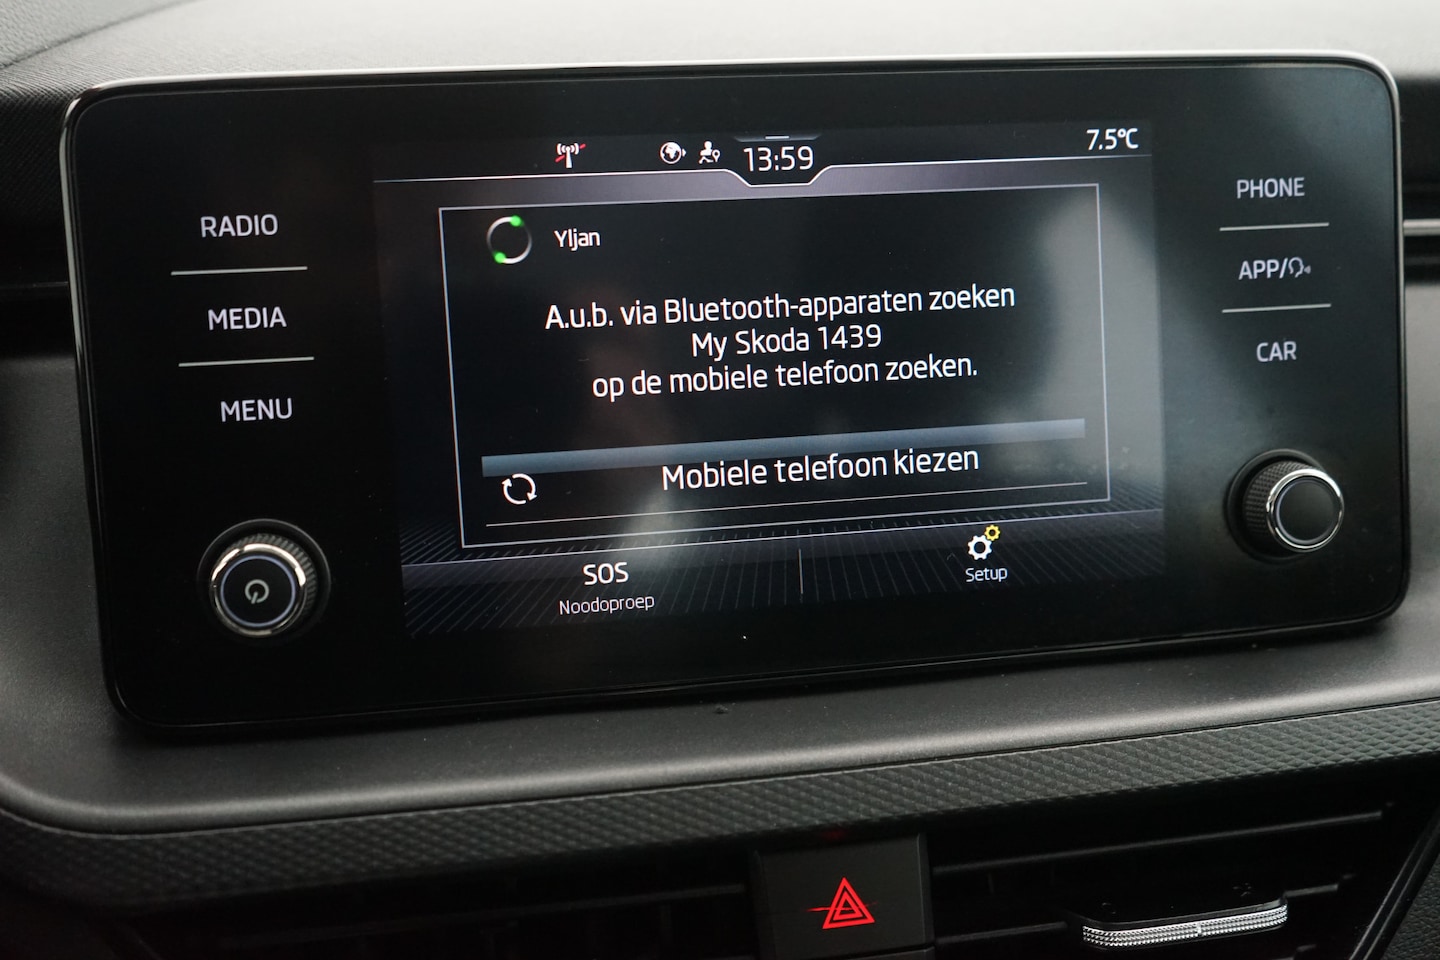 13:59
7.5°C
RADIO
MEDIA
MENU
Yljan
A.u.b. via Bluetooth-apparaten zoeken
My Skoda 1439
op de mobiele telefoon zoeken.
Mobiele telefoon kiezen
SOS
Noodoproep
Setup
PHONE
APP/
CAR